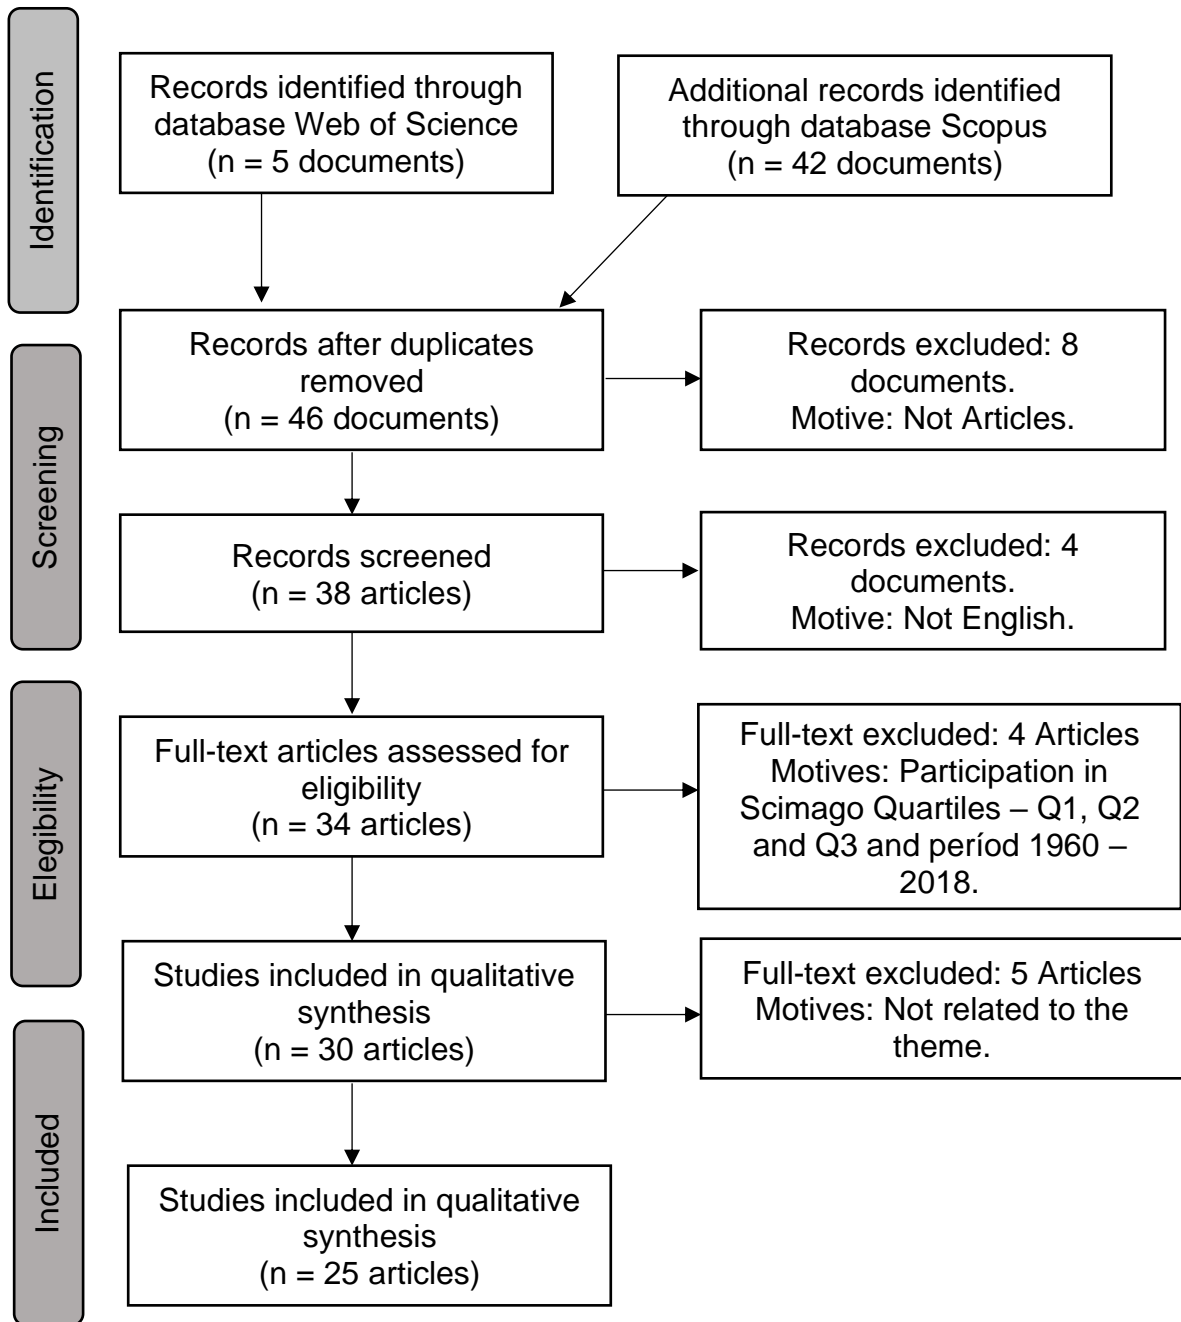 Identification
Records identified through
database Web of Science
(n = 5 documents)
Additional records identified
through database Scopus
(n = 42 documents)
Screening
Records after duplicates
removed
(n = 46 documents)
Records excluded: 8
documents.
Motive: Not Articles.
Records screened
(n = 38 articles)
Records excluded: 4
documents.
Motive: Not English.
Elegibility
Full-text articles assessed for
eligibility
(n = 34 articles)
Full-text excluded: 4 Articles
Motives: Participation in
Scimago Quartiles – Q1, Q2
and Q3 and períod 1960 –
2018.
Studies included in qualitative
synthesis
(n = 30 articles)
Full-text excluded: 5 Articles
Motives: Not related to the
theme.
Included
Studies included in qualitative
synthesis
(n = 25 articles)